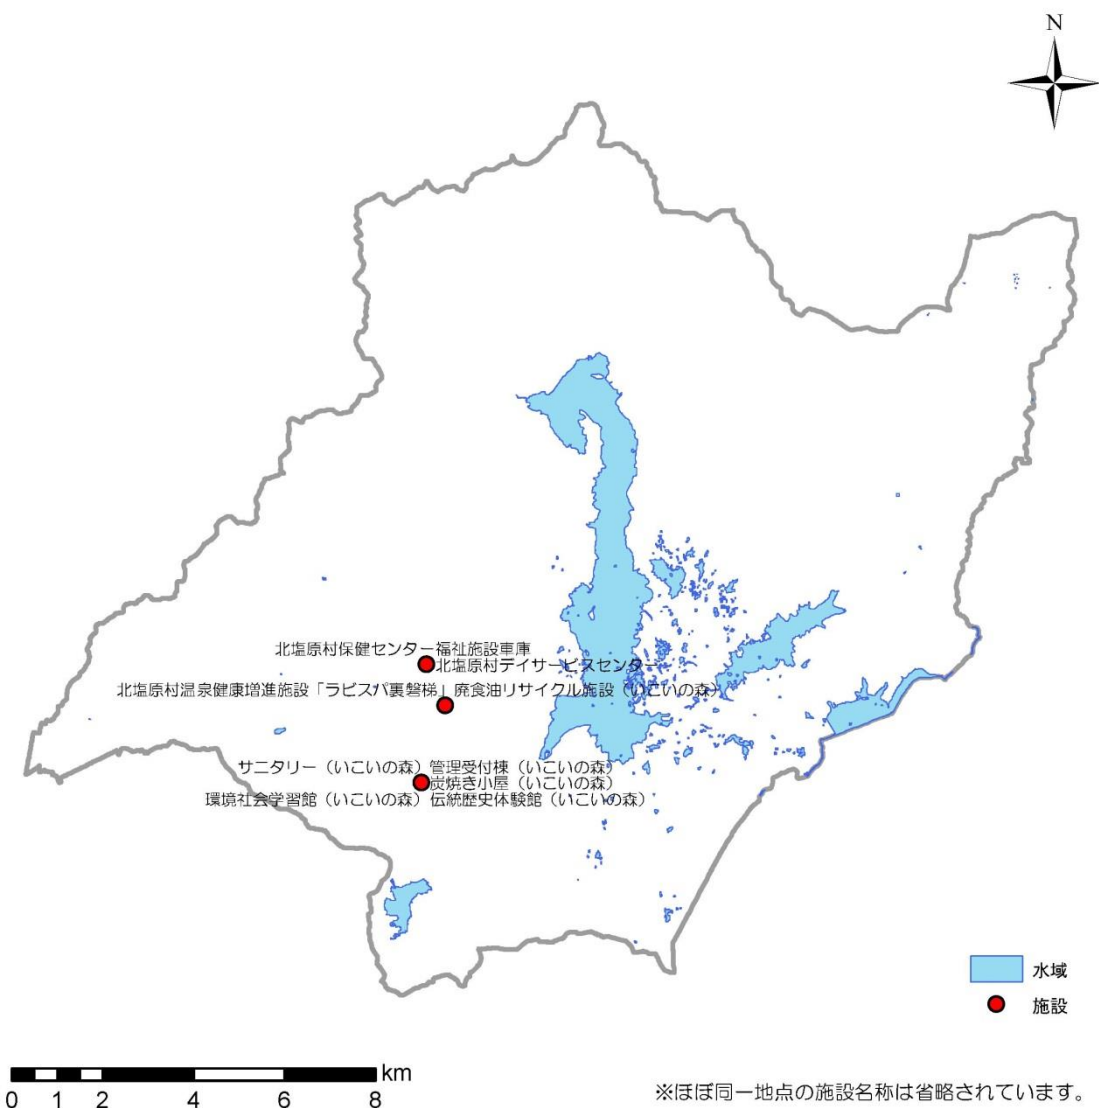 N
北塩原村保健センター福祉施設車庫
北塩原村デイサービスセンター
北塩原村温泉健康増進施設「ラビスパ裏磐梯」廃食油リサイクル施設（いこいの森）
サニタリー（いこいの森）管理受付棟（いこいの森）
炭焼き小屋（いこいの森）
環境社会学習館（いこいの森）伝統歴史体験館（いこいの森）
水域
施設
km
0 1 2 4 6 8
※ほぼ同一地点の施設名称は省略されています。